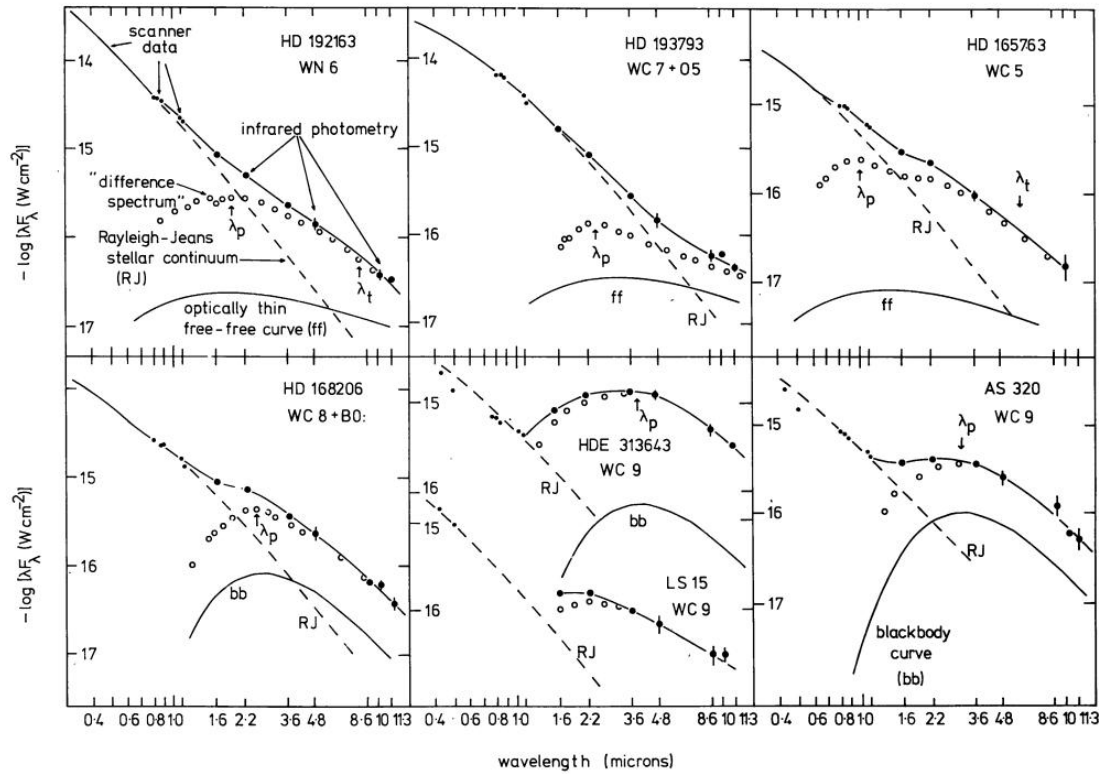 HD 192163
WN 6
scanner
data
infrared photometry
"difference
spectrum"
λp
Rayleigh-Jeans
stellar continuum
(RJ)
λt
optically thin
free-free curve (ff)
14
15
16
17
HD 193793
WC 7 + O5
λp
ff
RJ
14
15
16
17
HD 165763
WC 5
λt
λp
RJ
ff
15
16
17
- log [λFλ (W cm⁻²)]
HD 168206
WC 8 + B0:
λp
bb
RJ
15
16
17
- log [λFλ (W cm⁻²)]
λp
HDE 313643
WC 9
RJ
bb
LS 15
WC 9
RJ
15
16
15
16
AS 320
WC 9
λp
RJ
blackbody
curve
(bb)
15
16
17
0·4 0·6 0·8 1·0 1·6 2·2 3·6 4·8 8·6 10 11·3
0·4 0·6 0·8 1·0 1·6 2·2 3·6 4·8 8·6 10 11·3
0·4 0·6 0·8 1·0 1·6 2·2 3·6 4·8 8·6 10 11·3
wavelength (microns)